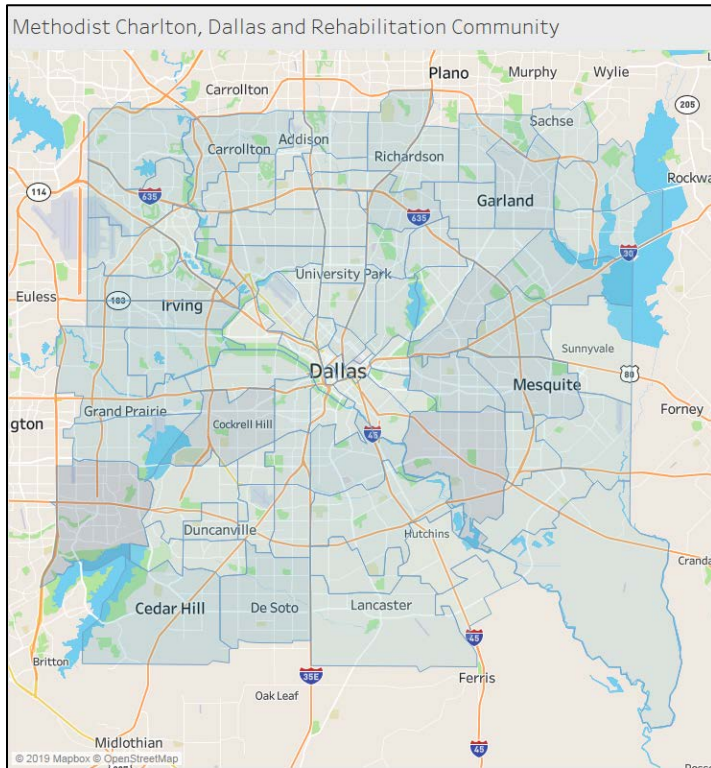 Methodist Charlton, Dallas and Rehabilitation Community
Plano
Murphy
Wylie
Carrollton
205
Sachse
Addison
Carrollton
Richardson
Rockw
114
635
Garland
635
30
University Park
Euless
183
Irving
Sunnyvale
Dallas
80
Mesquite
Grand Prairie
Forney
gton
Cockrell Hill
45
Duncanville
Hutchins
Cranda
Cedar Hill
De Soto
Lancaster
45
Britton
35E
Ferris
Oak Leaf
Midlothian
45
© 2019 Mapbox © OpenStreetMap